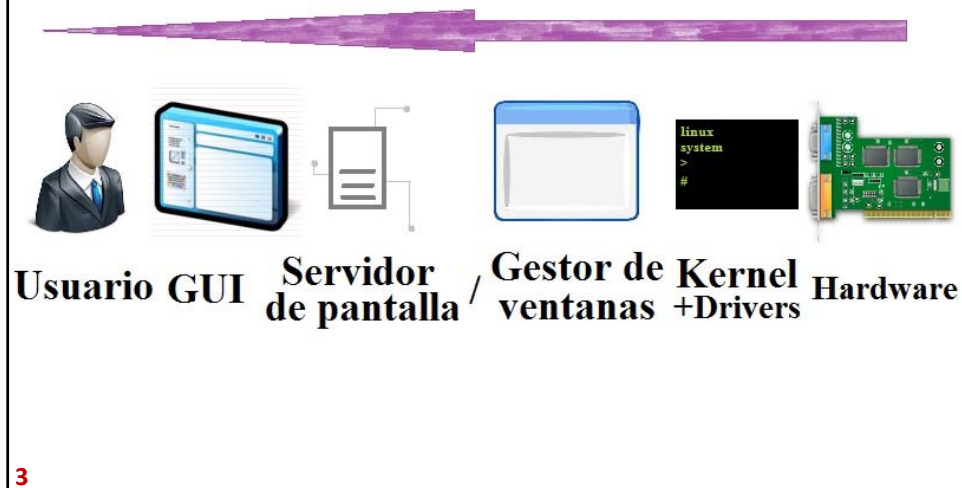 linux
system
>
#
Usuario
GUI
Servidor
de pantalla
/
Gestor de
ventanas
Kernel
+Drivers
Hardware
3